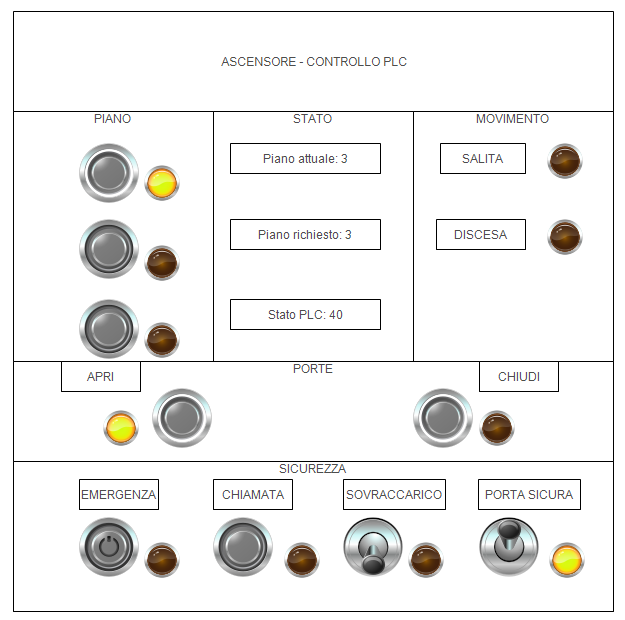 ASCENSORE - CONTROLLO PLC
PIANO
STATO
MOVIMENTO
Piano attuale: 3
SALITA
Piano richiesto: 3
DISCESA
Stato PLC: 40
PORTE
APRI
CHIUDI
SICUREZZA
EMERGENZA
CHIAMATA
SOVRACCARICO
PORTA SICURA